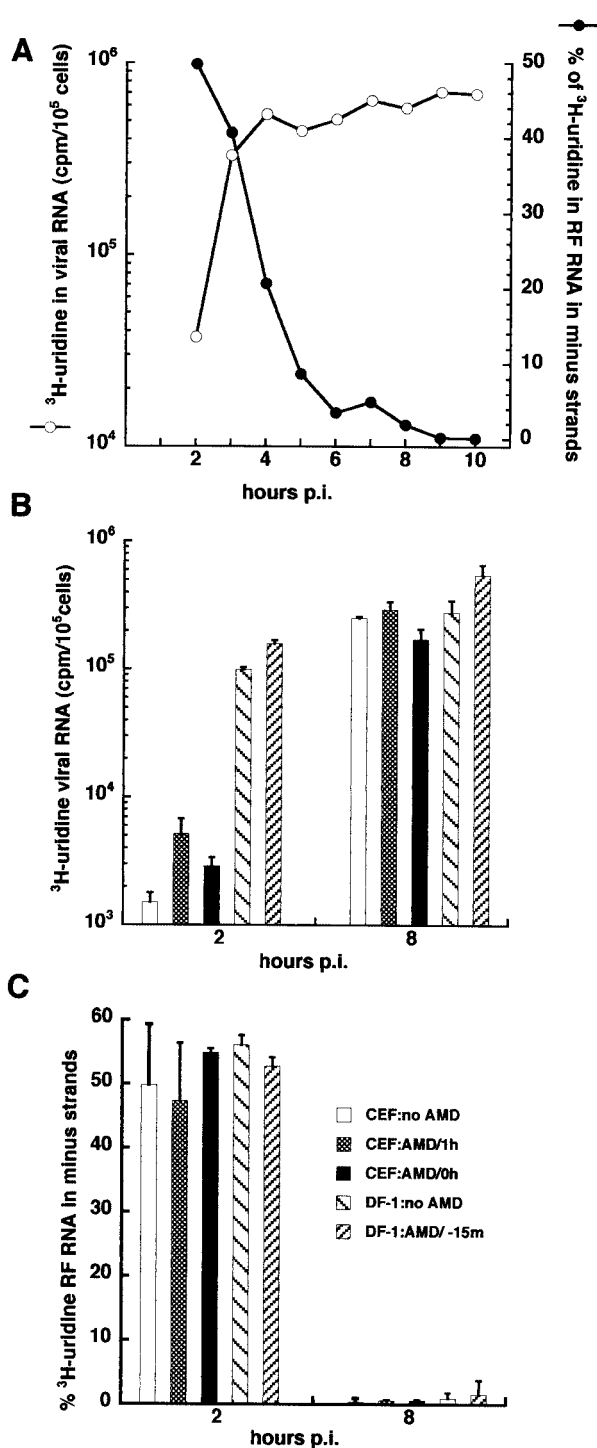 A
³H-uridine in viral RNA (cpm/10⁵ cells)
10⁶
10⁵
10⁴
50
40
30
20
10
0
% of ³H-uridine in RF RNA in minus strands
2 4 6 8 10
hours p.i.
B
³H-uridine viral RNA (cpm/10⁵cells)
10⁶
10⁵
10⁴
10³
2 8
hours p.i.
C
% ³H-uridine RF RNA in minus strands
60
50
40
30
20
10
0
CEF:no AMD
CEF:AMD/1h
CEF:AMD/0h
DF-1:no AMD
DF-1:AMD/ -15m
2 8
hours p.i.